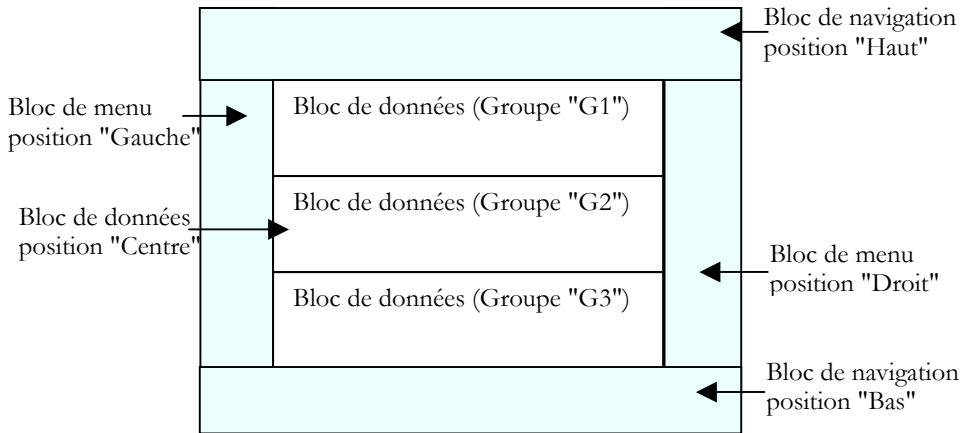 Bloc de navigation
position "Haut"
Bloc de menu
position "Gauche"
Bloc de données (Groupe "G1")
Bloc de données (Groupe "G2")
Bloc de données
position "Centre"
Bloc de menu
position "Droit"
Bloc de données (Groupe "G3")
Bloc de navigation
position "Bas"